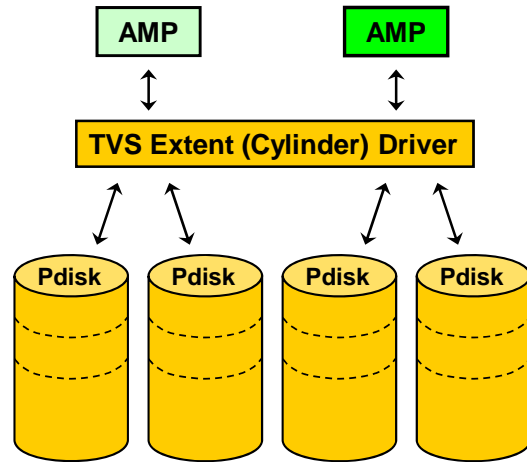 AMP AMP
TVS Extent (Cylinder) Driver
Pdisk Pdisk Pdisk Pdisk